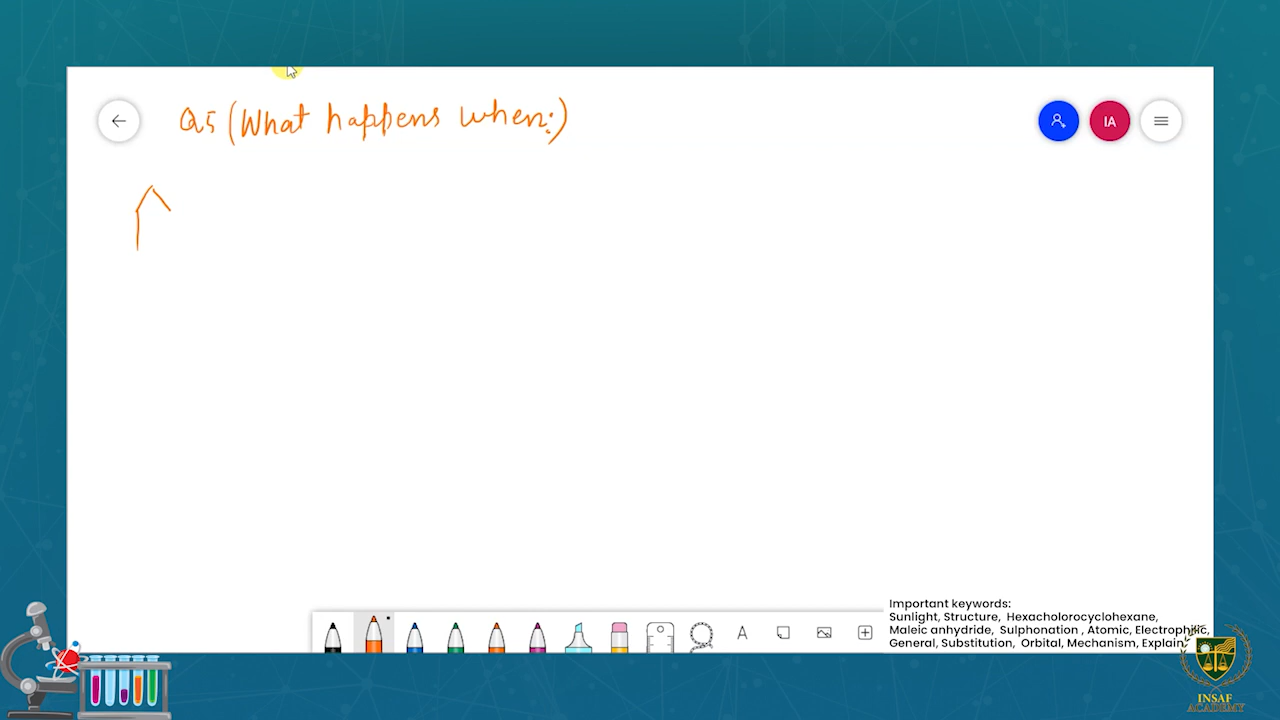 Q5 (What happens when:)
IA
A
Important keywords:
Sunlight, Structure, Hexacholorocyclohexane,
Maleic anhydride, Sulphonation , Atomic, Electrophilic,
General, Substitution, Orbital, Mechanism, Explain
INSAF
ACADEMY